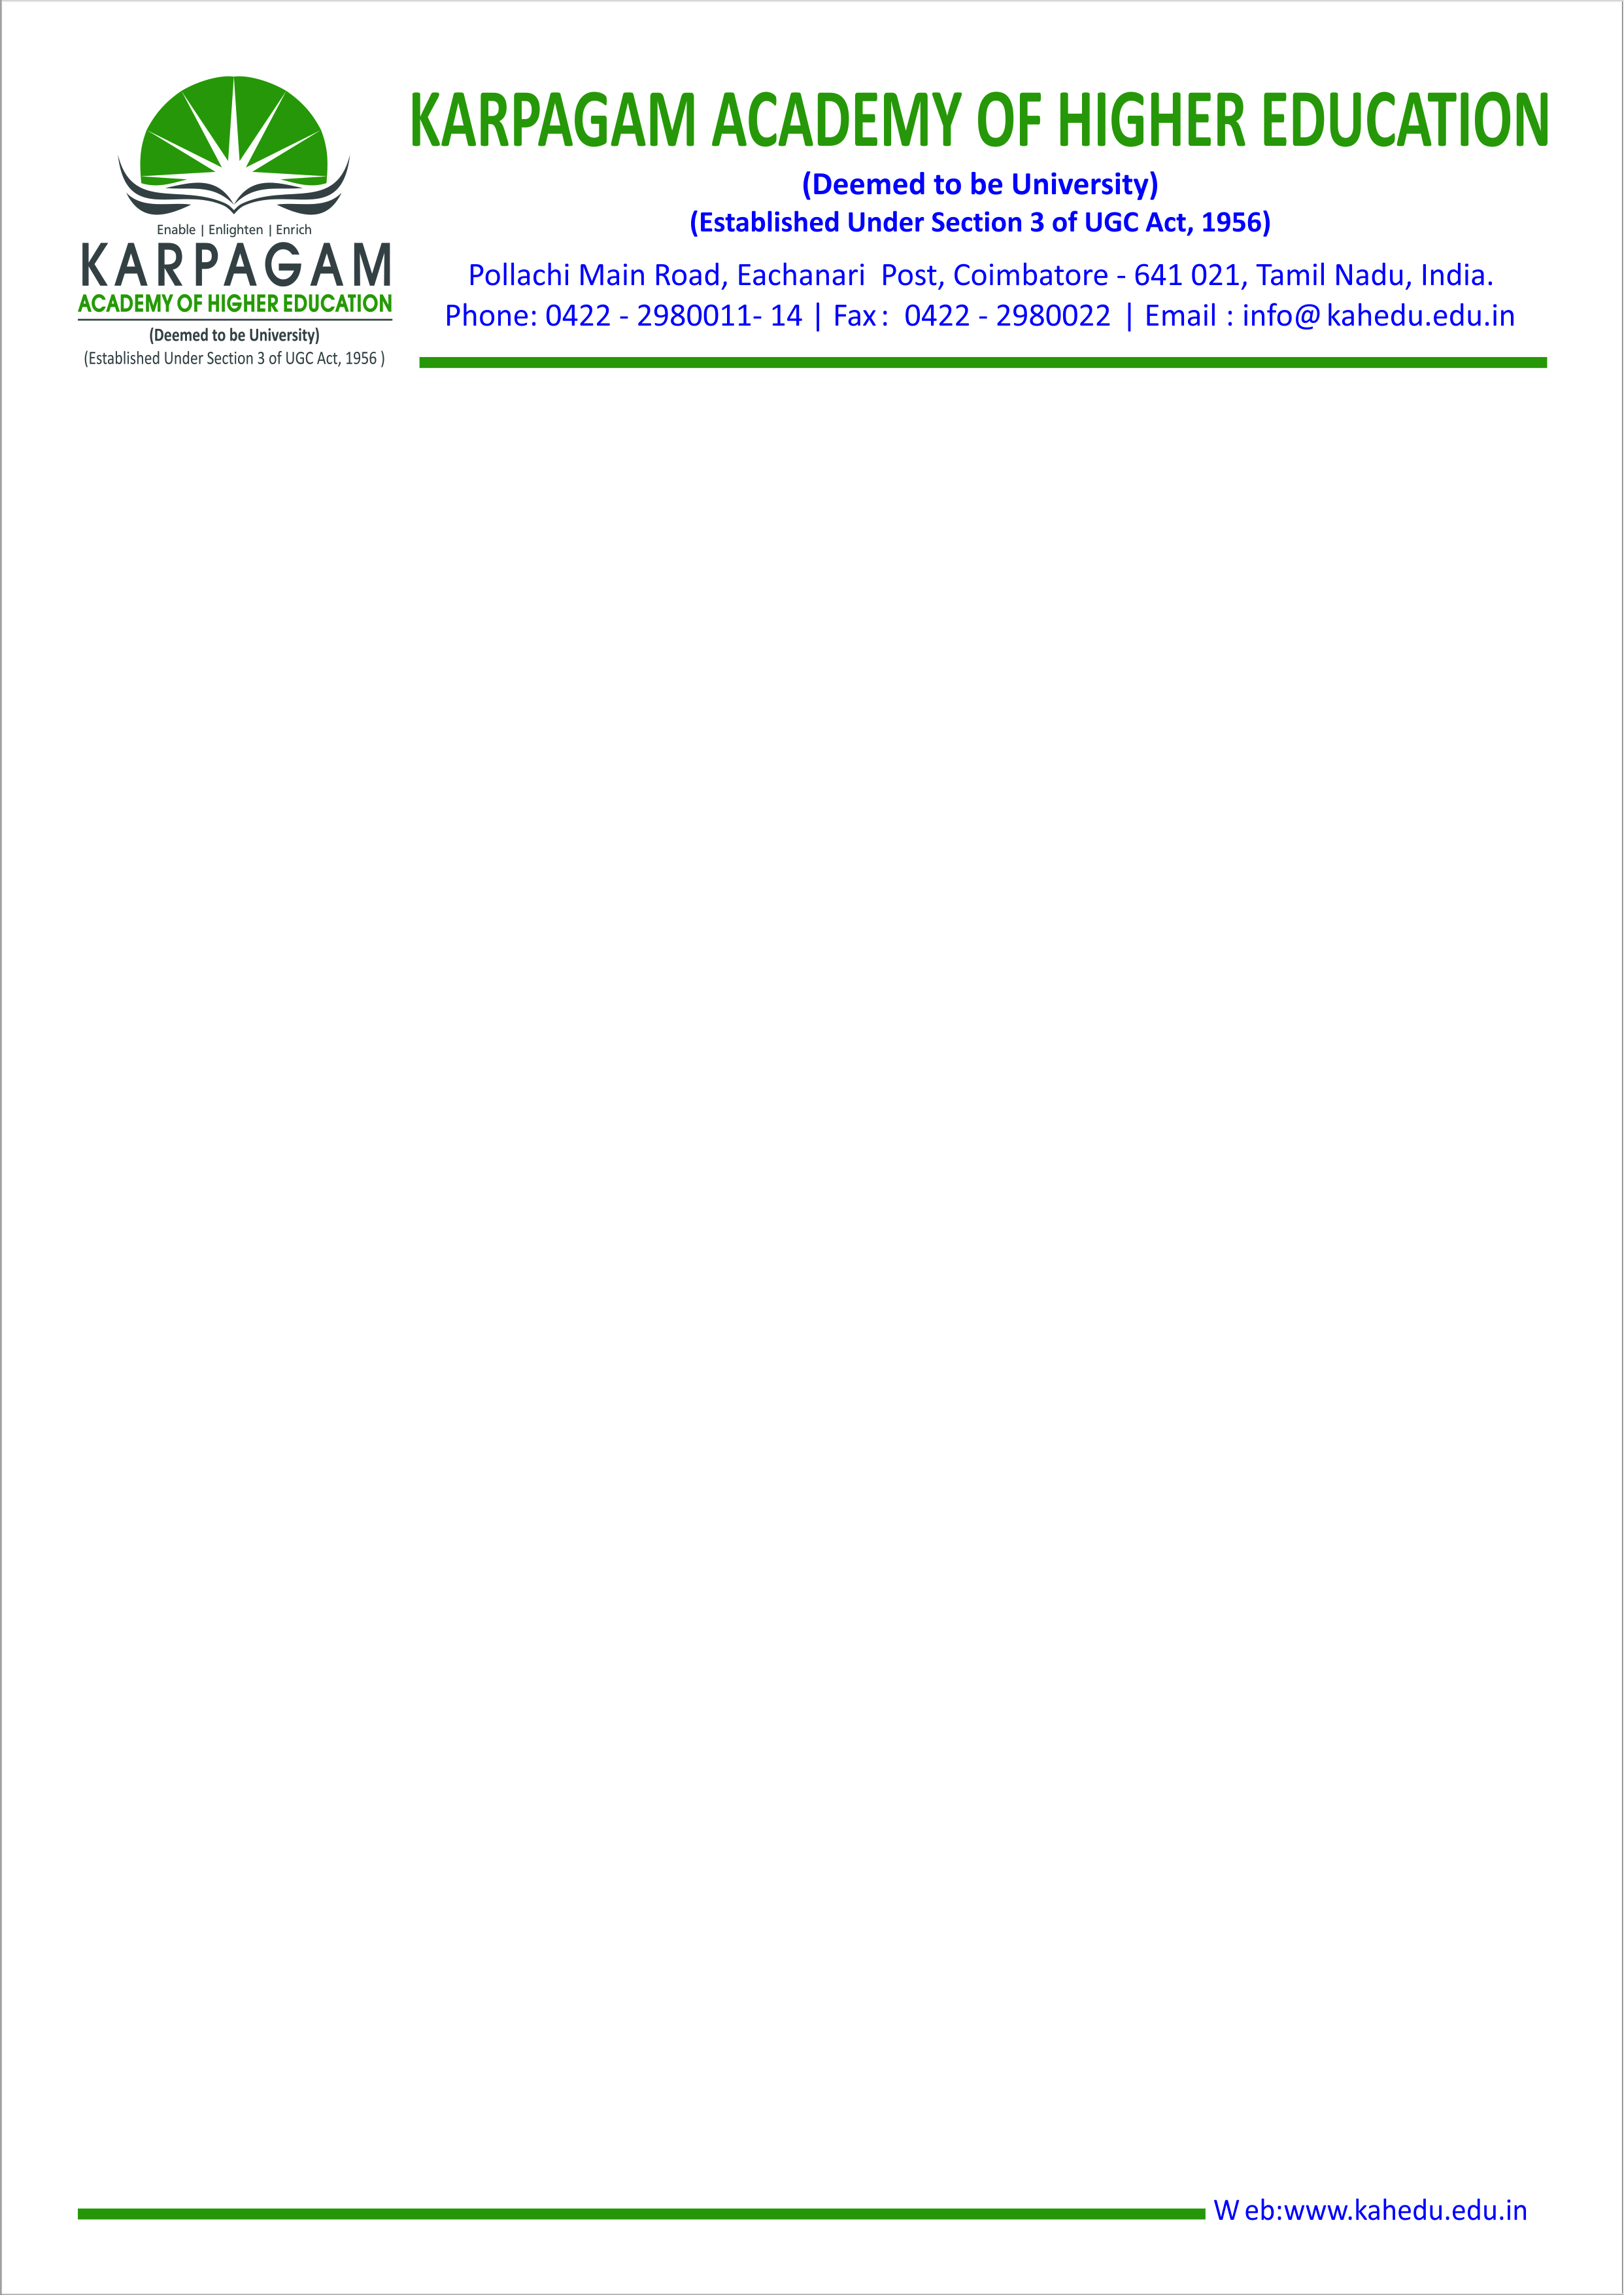 Enable | Enlighten | Enrich
KARPAGAM
ACADEMY OF HIGHER EDUCATION
(Deemed to be University)
(Established Under Section 3 of UGC Act, 1956 )
KARPAGAM ACADEMY OF HIGHER EDUCATION
(Deemed to be University)
(Established Under Section 3 of UGC Act, 1956)
Pollachi Main Road, Eachanari  Post, Coimbatore - 641 021, Tamil Nadu, India.
Phone: 0422 - 2980011- 14 | Fax :  0422 - 2980022 | Email : info@ kahedu.edu.in
W eb:www.kahedu.edu.in